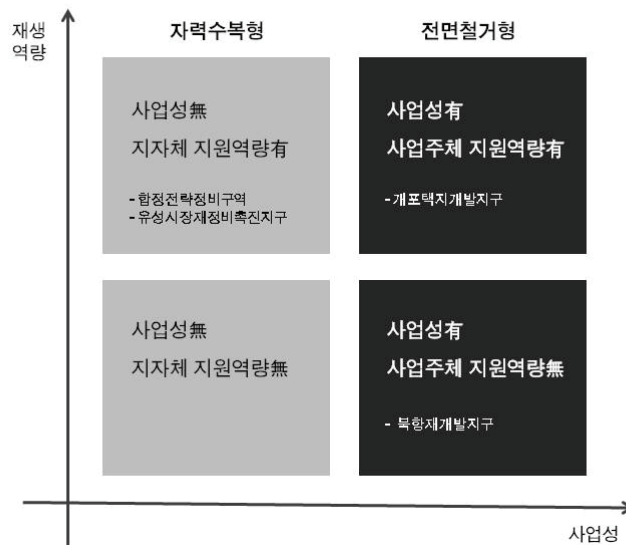 재생
역량
자력수복형
전면철거형
사업성無
지자체 지원역량有
- 합정전략정비구역
- 유성시장재정비촉진지구
사업성有
사업주체 지원역량有
- 개포택지개발지구
사업성無
지자체 지원역량無
사업성有
사업주체 지원역량無
- 북항재개발지구
사업성